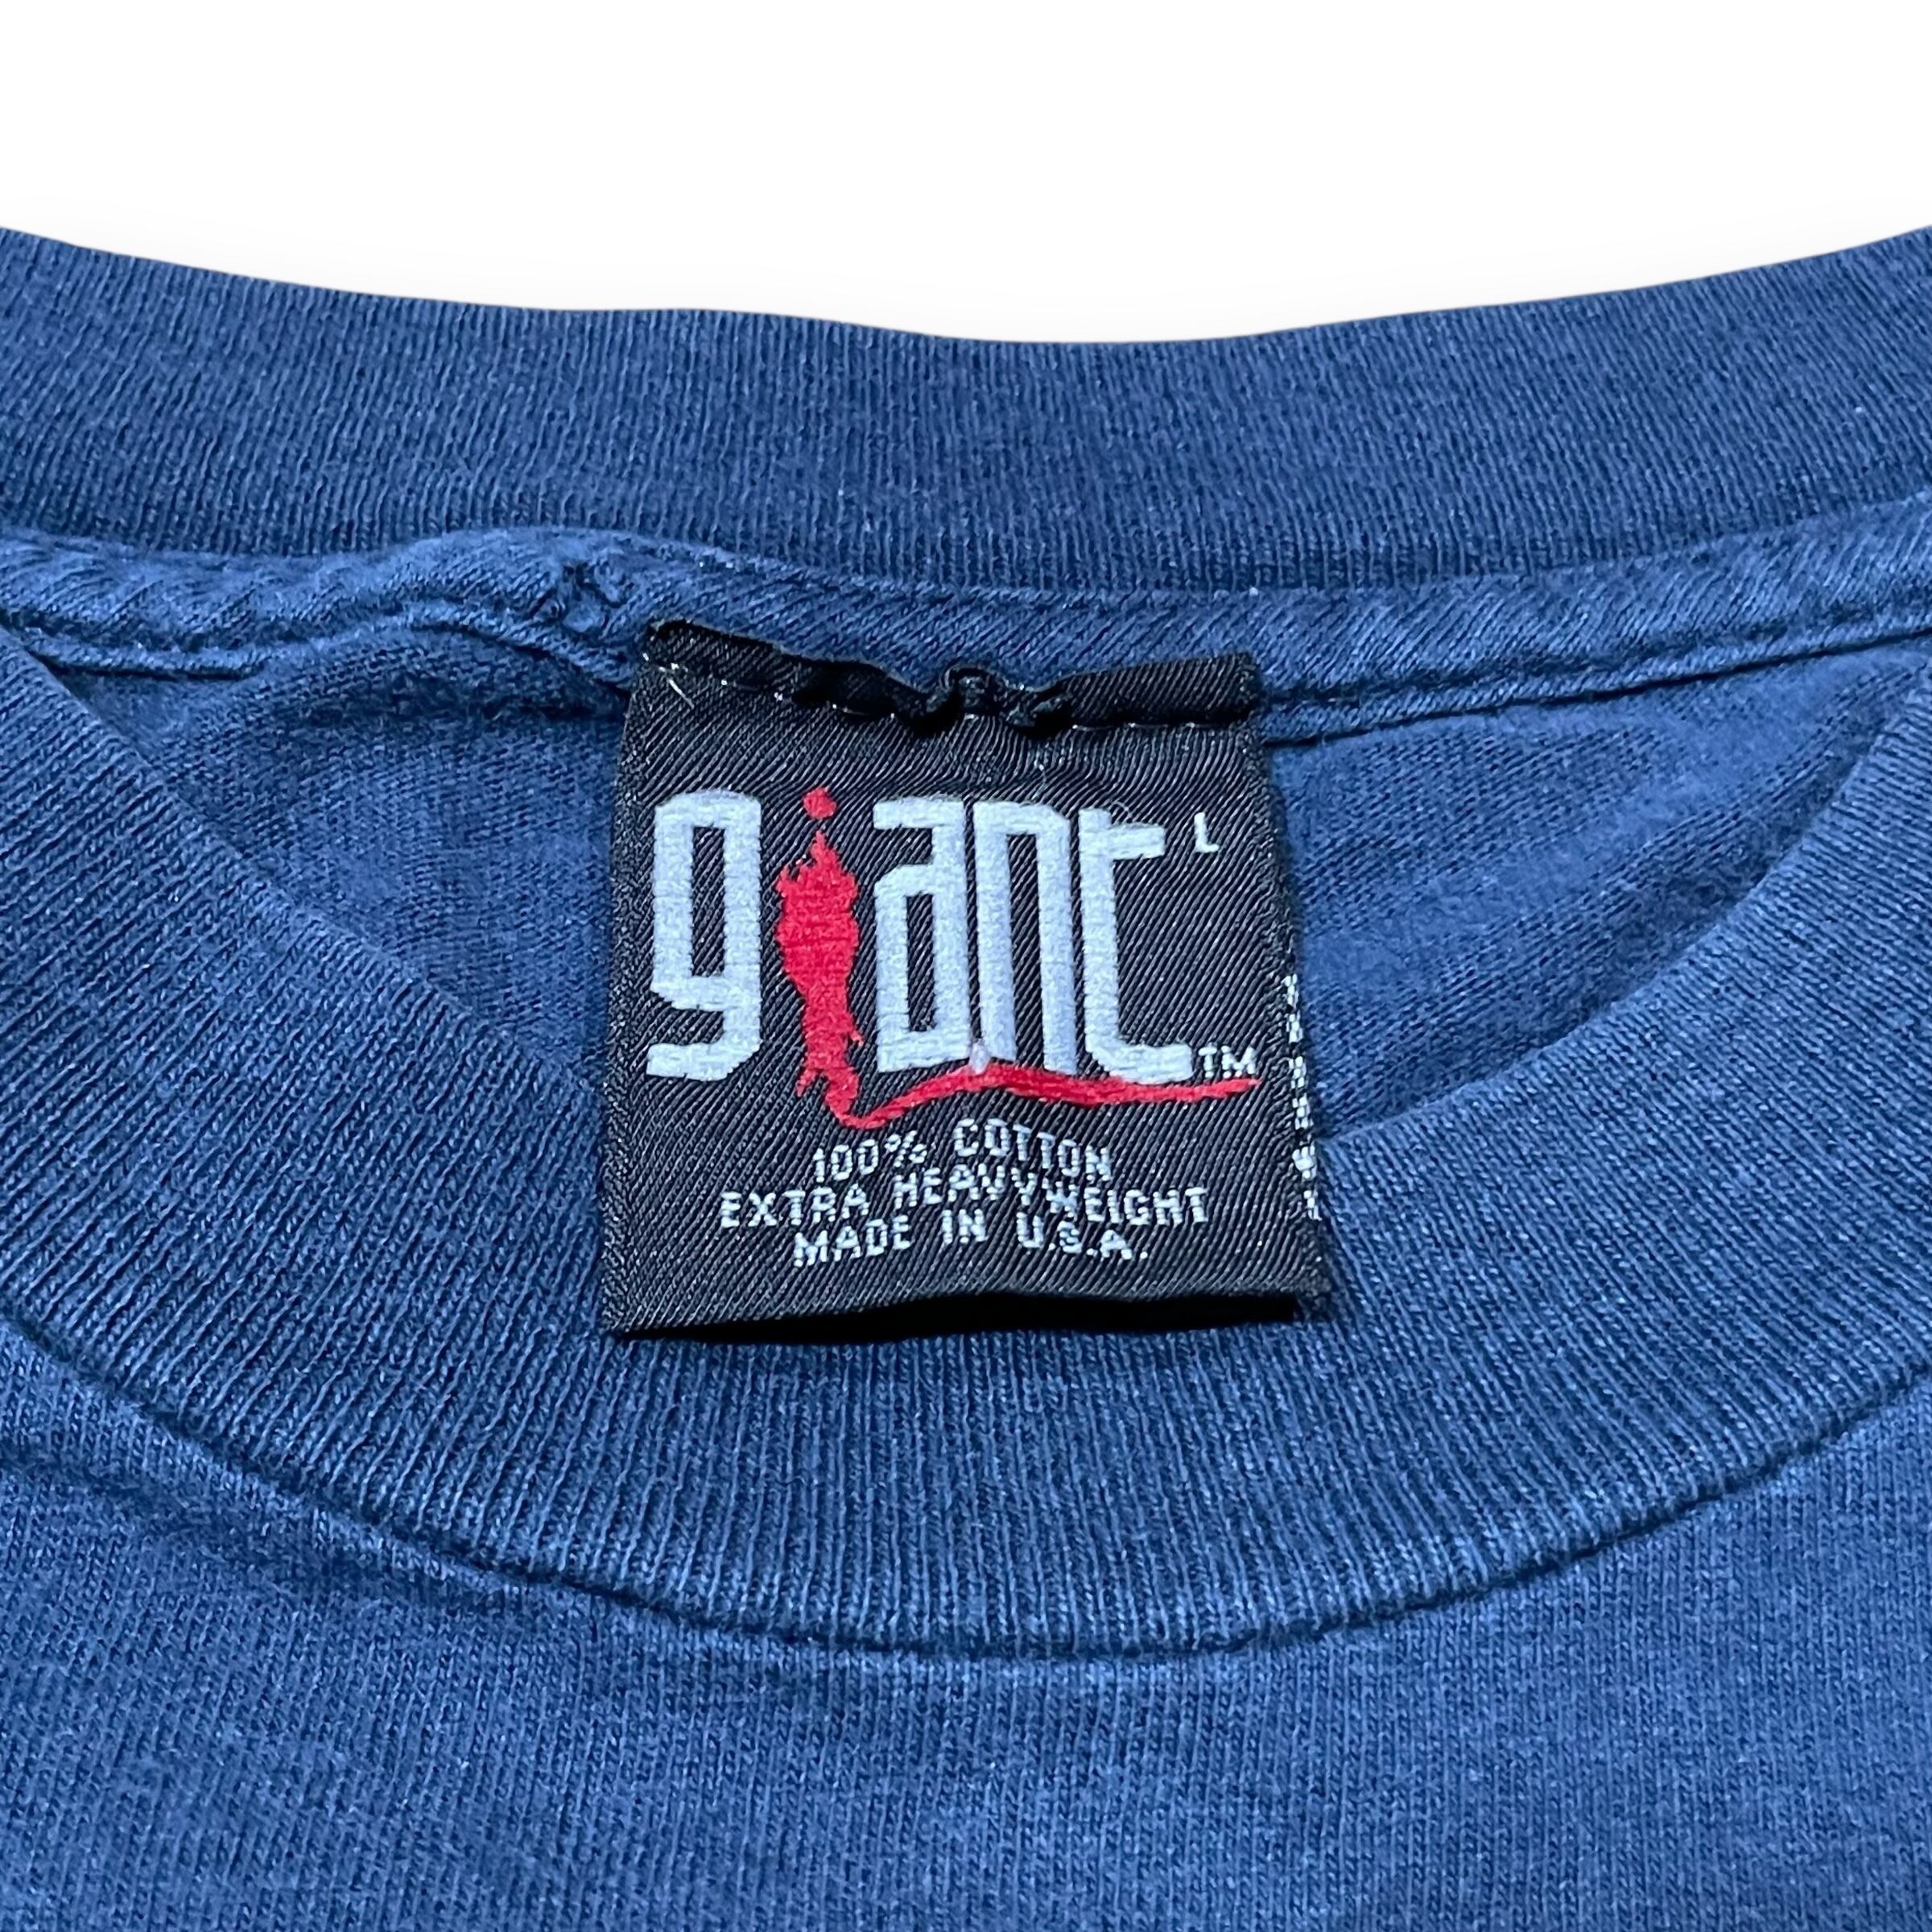 giant L
TM
100% COTTON
EXTRA HEAVYWEIGHT
MADE IN U.S.A.